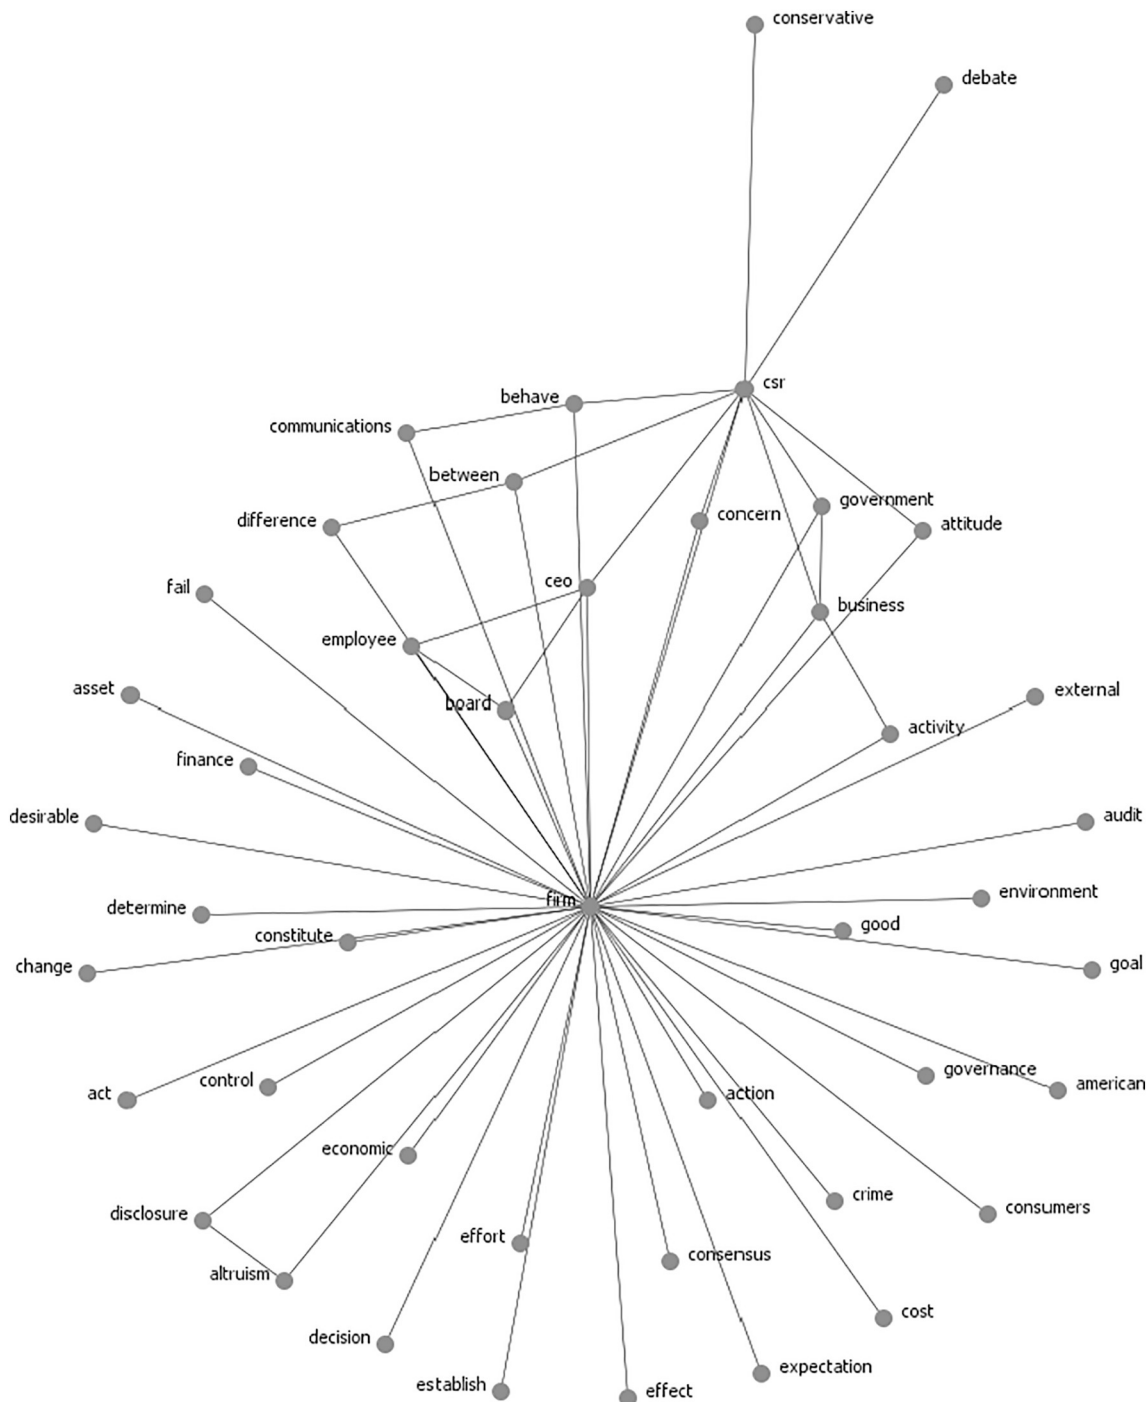 conservative
debate
csr
behave
communications
between
government
concern
difference
attitude
ceo
fail
business
employee
asset
board
external
activity
finance
desirable
audit
environment
firm
determine
good
constitute
change
goal
governance
control
american
act
action
economic
crime
consumers
disclosure
effort
consensus
altruism
cost
decision
expectation
establish
effect